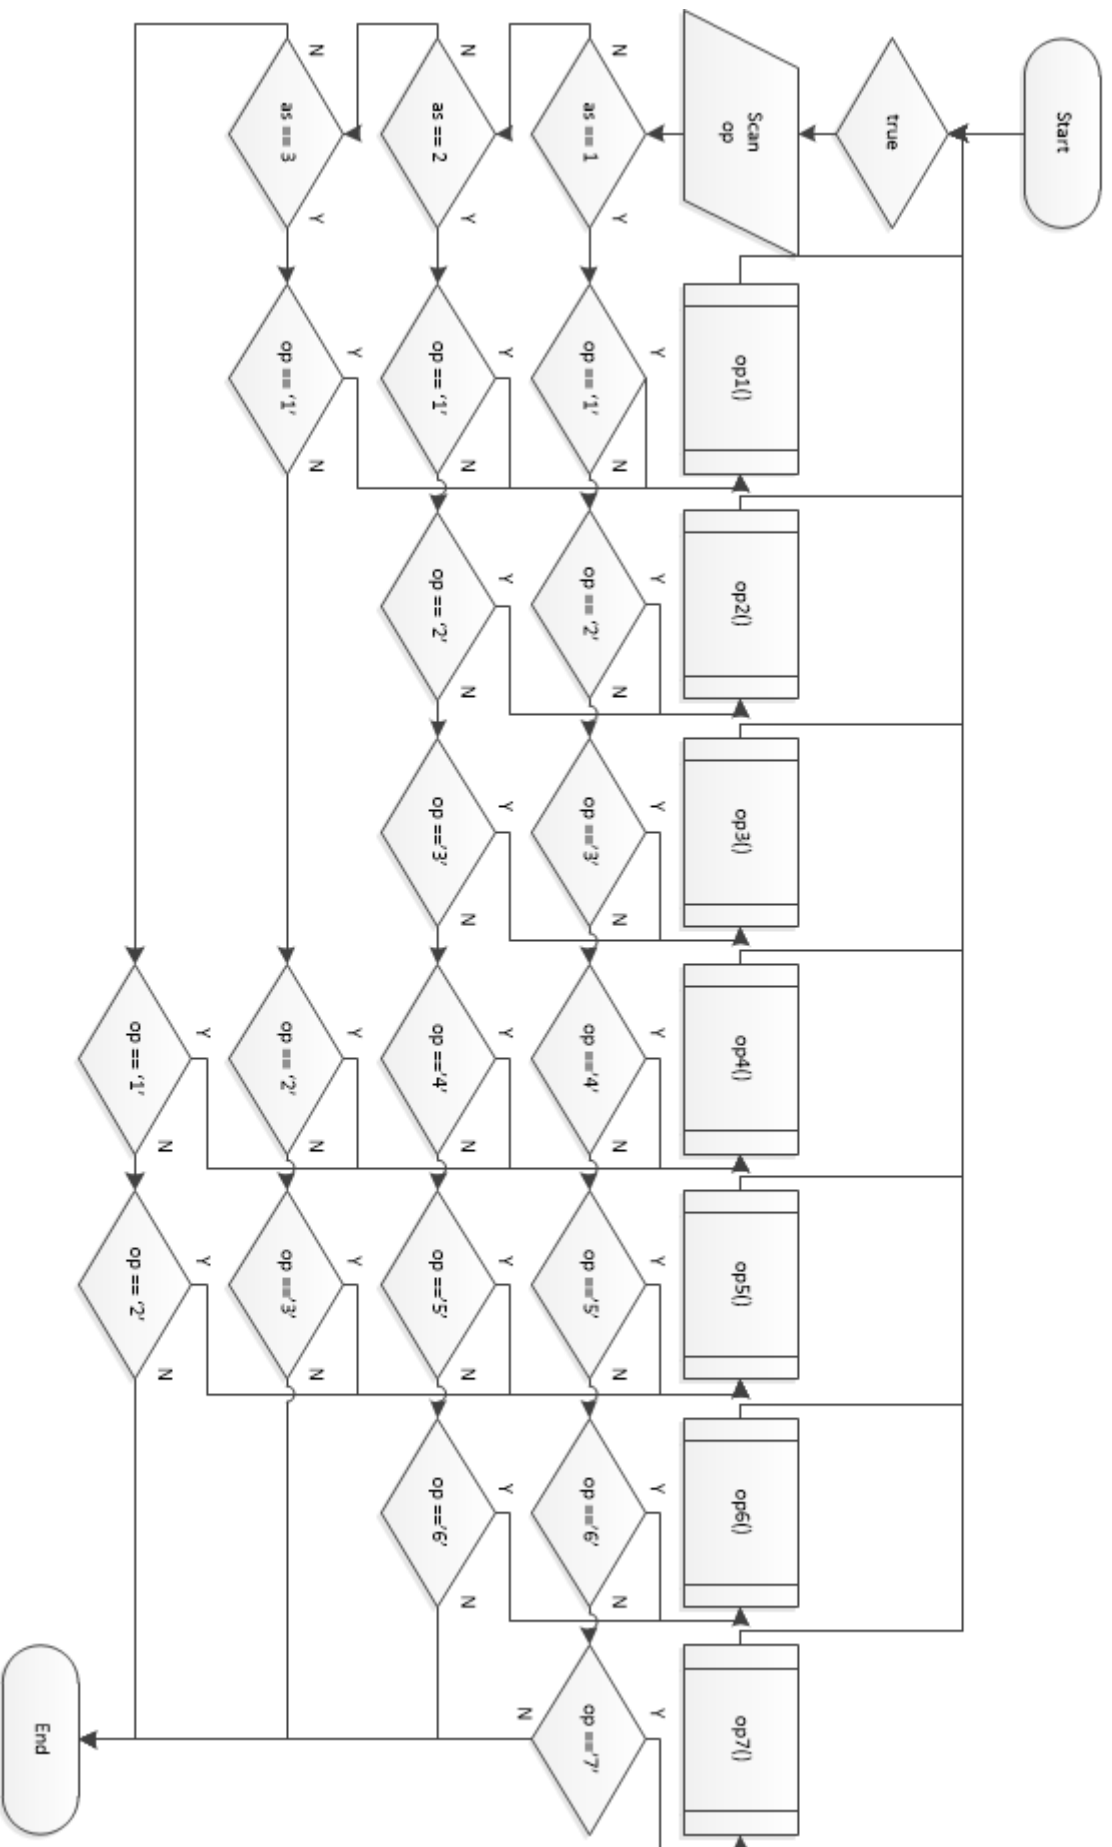 Start
true
Scan
op
op1()
op2()
op3()
op4()
op5()
op6()
op7()
Y
Y
Y
Y
Y
Y
Y
N
Y
N
N
N
N
N
N
as == 1
op == ‘1’
op == ‘2’
op ==’3’
op ==’4’
op ==’5’
op ==’6’
op ==’7’
N
Y
Y
Y
Y
Y
Y
N
Y
N
N
N
N
N
N
as == 2
op == ‘1’
op == ‘2’
op ==’3’
op ==’4’
op ==’5’
op ==’6’
Y
Y
Y
N
Y
N
N
N
as == 3
op == ‘1’
op == ‘2’
op ==’3’
Y
Y
N
N
op == ‘1’
op == ‘2’
End